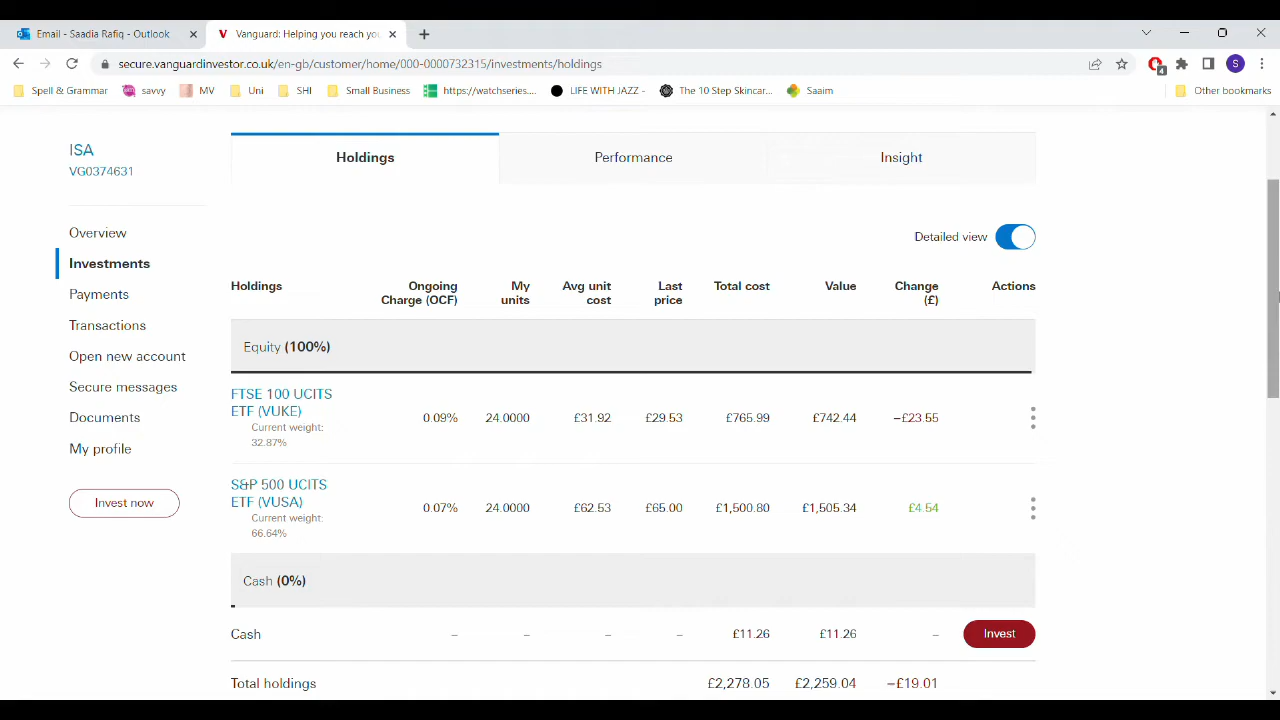 Email - Saadia Rafiq - Outlook
Vanguard: Helping you reach you
secure.vanguardinvestor.co.uk/en-gb/customer/home/000-0000732315/investments/holdings
4
S
Spell & Grammar
savvy
MV
Uni
SHI
Small Business
https://watchseries....
LIFE WITH JAZZ -
The 10 Step Skincar...
Saaim
Other bookmarks
ISA
VG0374631
Overview
Investments
Payments
Transactions
Open new account
Secure messages
Documents
My profile
Invest now
Holdings Performance Insight
Detailed view
Holdings Ongoing Charge (OCF) My units Avg unit cost Last price Total cost Value Change (£) Actions
Equity (100%)
FTSE 100 UCITS
ETF (VUKE)
Current weight:
32.87%
0.09% 24.0000 £31.92 £29.53 £765.99 £742.44 −£23.55
S&P 500 UCITS
ETF (VUSA)
Current weight:
66.64%
0.07% 24.0000 £62.53 £65.00 £1,500.80 £1,505.34 £4.54
Cash (0%)
Cash – – – – £11.26 £11.26 – Invest
Total holdings £2,278.05 £2,259.04 −£19.01